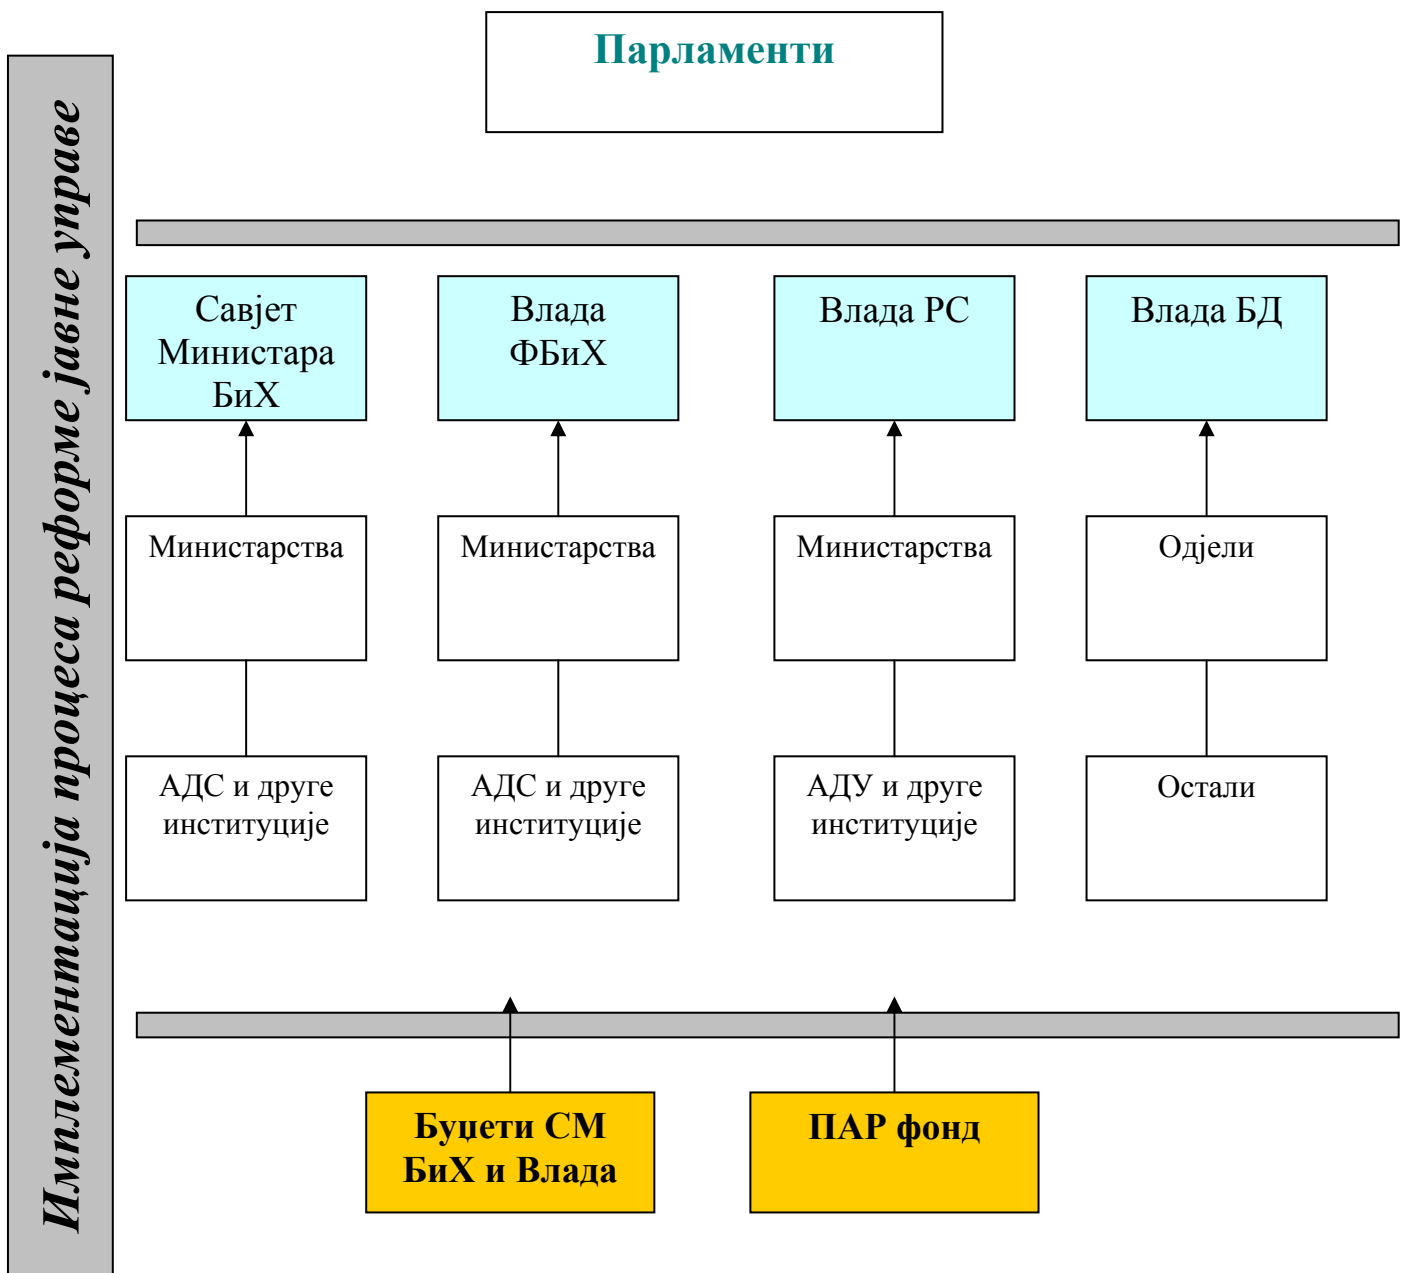 Парламенти
Имплементација процеса реформе јавне управе
Савјет
Министара
БиХ
Влада
ФБиХ
Влада РС
Влада БД
Министарства
Министарства
Министарства
Одјели
АДС и друге
институције
АДС и друге
институције
АДУ и друге
институције
Остали
Буџети СМ
БиХ и Влада
ПАР фонд